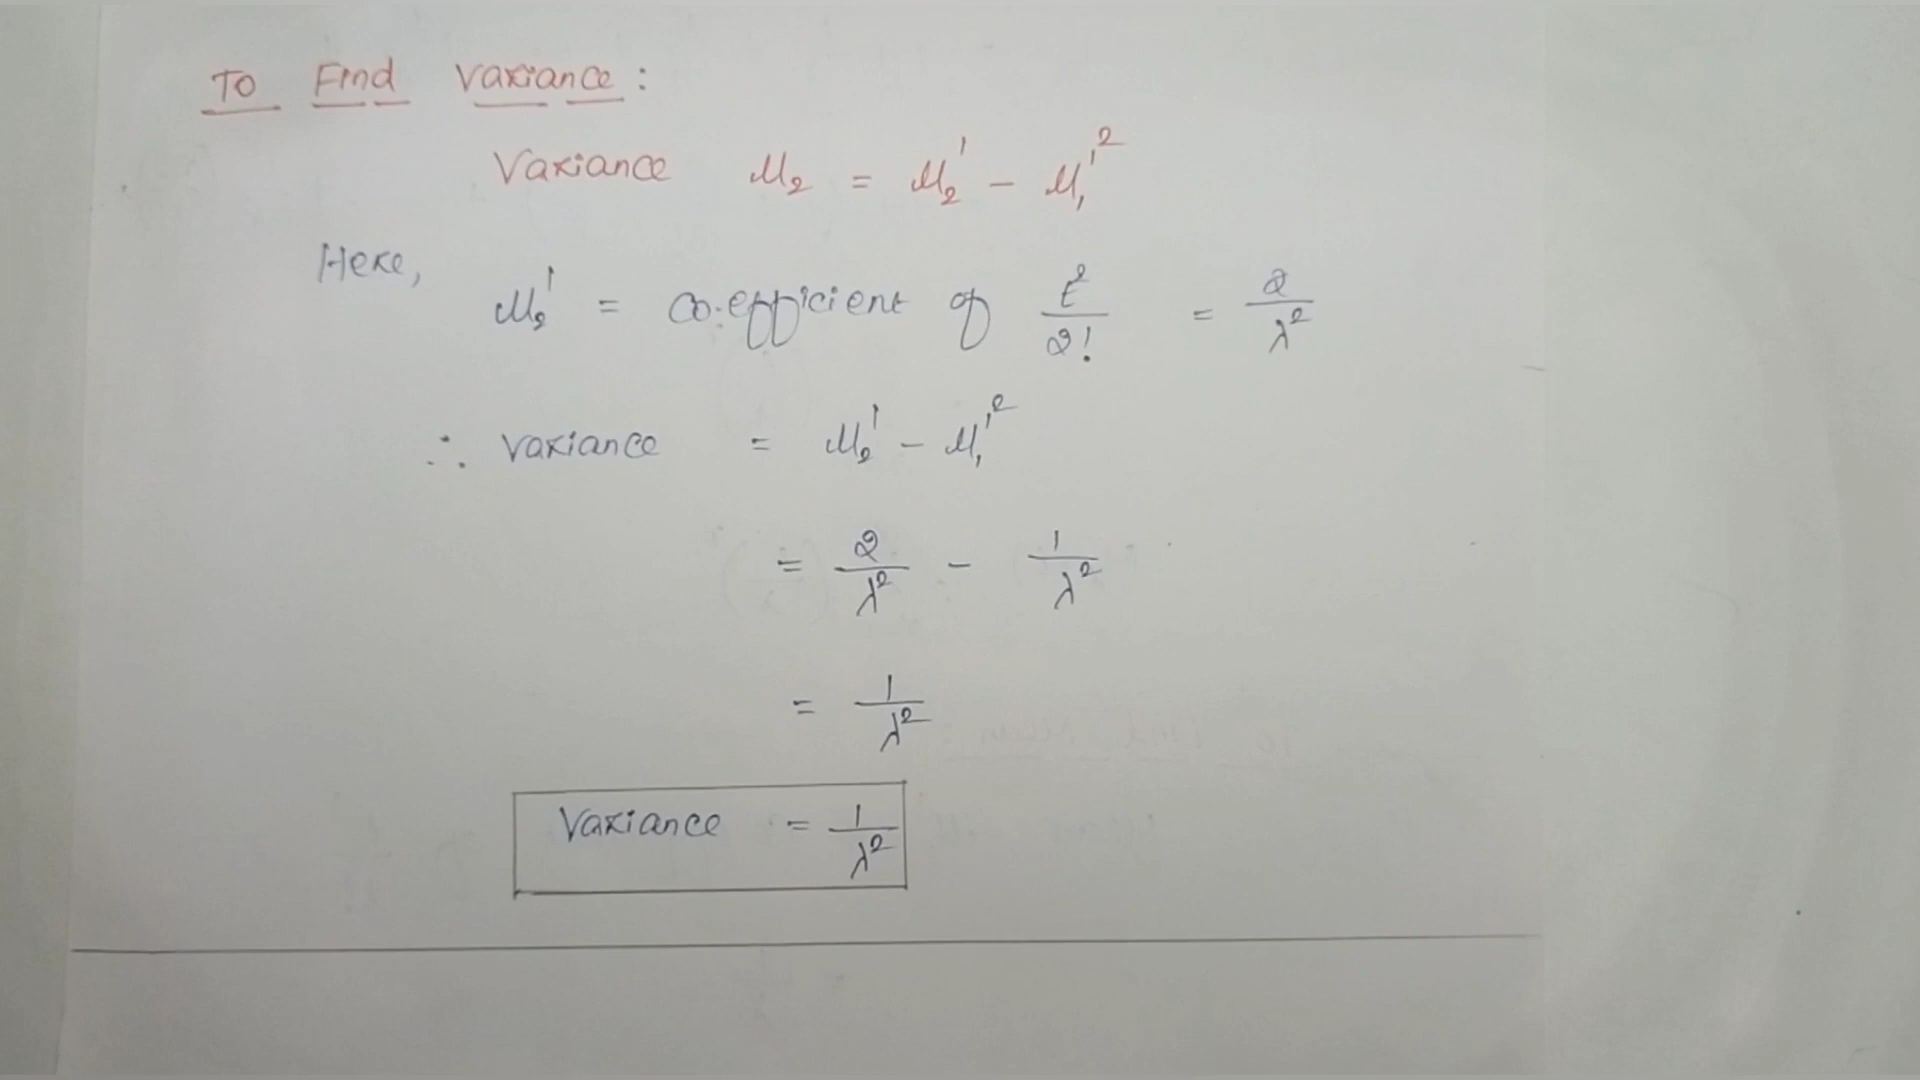 To Find Variance:
Variance μ₂ = μ₂' - μ₁'²
Here,
μ₂' = co.efficient of t²/2! = 2/λ²
∴ variance = μ₂' - μ₁'²
= 2/λ² - 1/λ²
= 1/λ²
Variance = 1/λ²